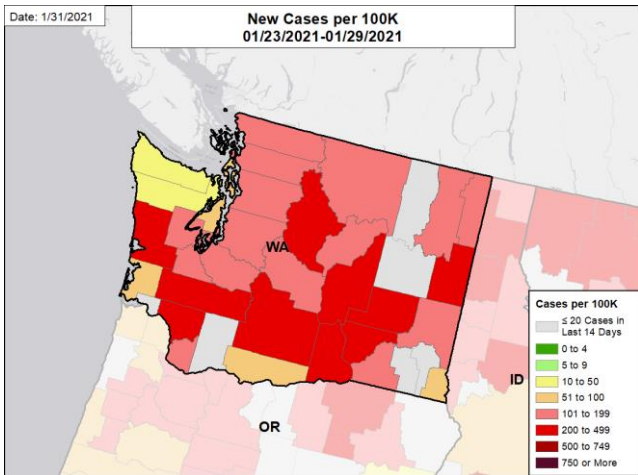 Date: 1/31/2021
New Cases per 100K
01/23/2021-01/29/2021
WA
OR
ID
Cases per 100K
≤ 20 Cases in
Last 14 Days
0 to 4
5 to 9
10 to 50
51 to 100
101 to 199
200 to 499
500 to 749
750 or More